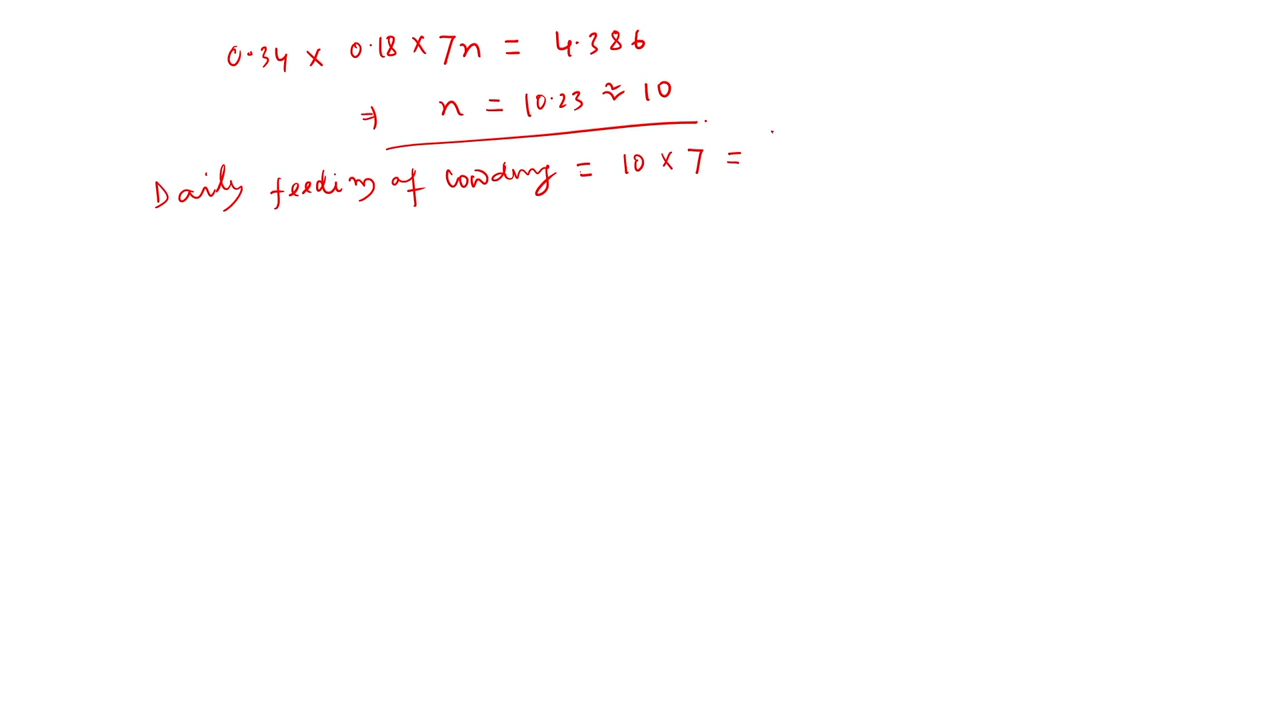 0.34 × 0.18 × 7n = 4.386
⇒ n = 10.23 ≈ 10
Daily feeding of cowdung = 10 × 7 =